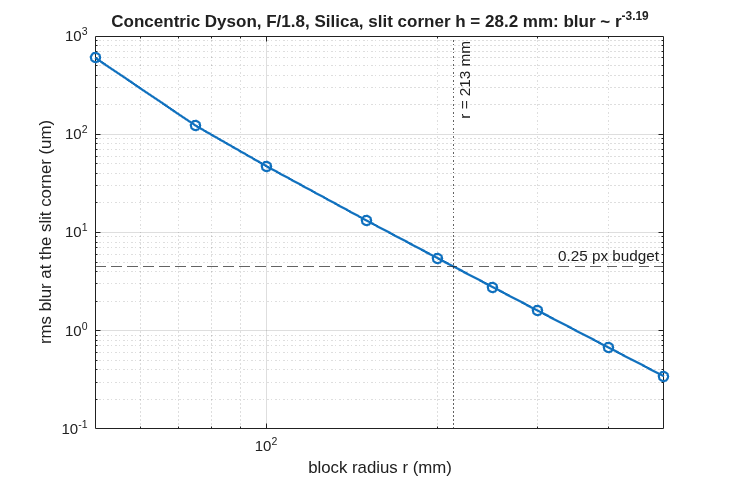 Concentric Dyson, F/1.8, Silica, slit corner h = 28.2 mm: blur ~ r^-3.19
10^3
10^2
10^1
10^0
10^-1
rms blur at the slit corner (um)
r = 213 mm
0.25 px budget
10^2
block radius r (mm)